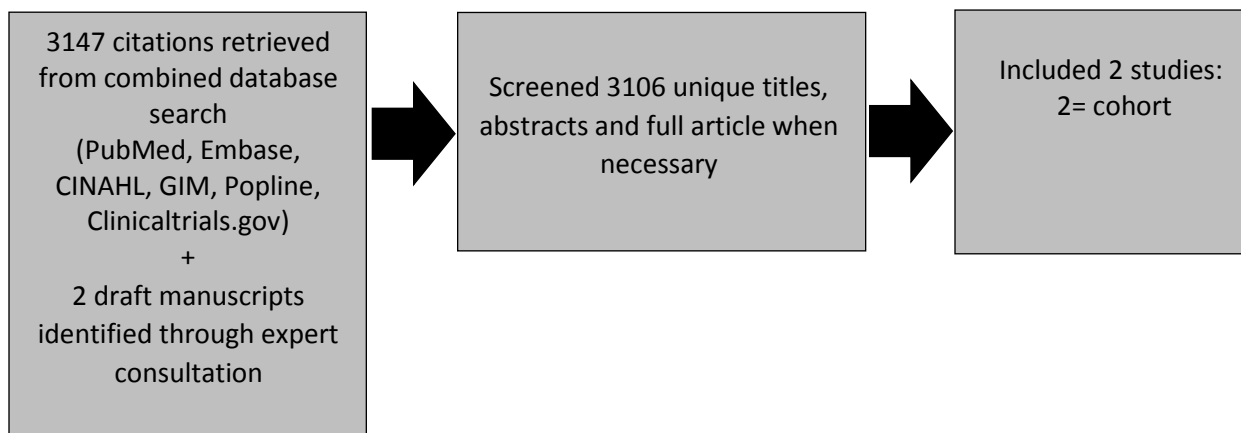 3147 citations retrieved
from combined database
search
(PubMed, Embase,
CINAHL, GIM, Popline,
Clinicaltrials.gov)
+
2 draft manuscripts
identified through expert
consultation
Screened 3106 unique titles,
abstracts and full article when
necessary
Included 2 studies:
2= cohort